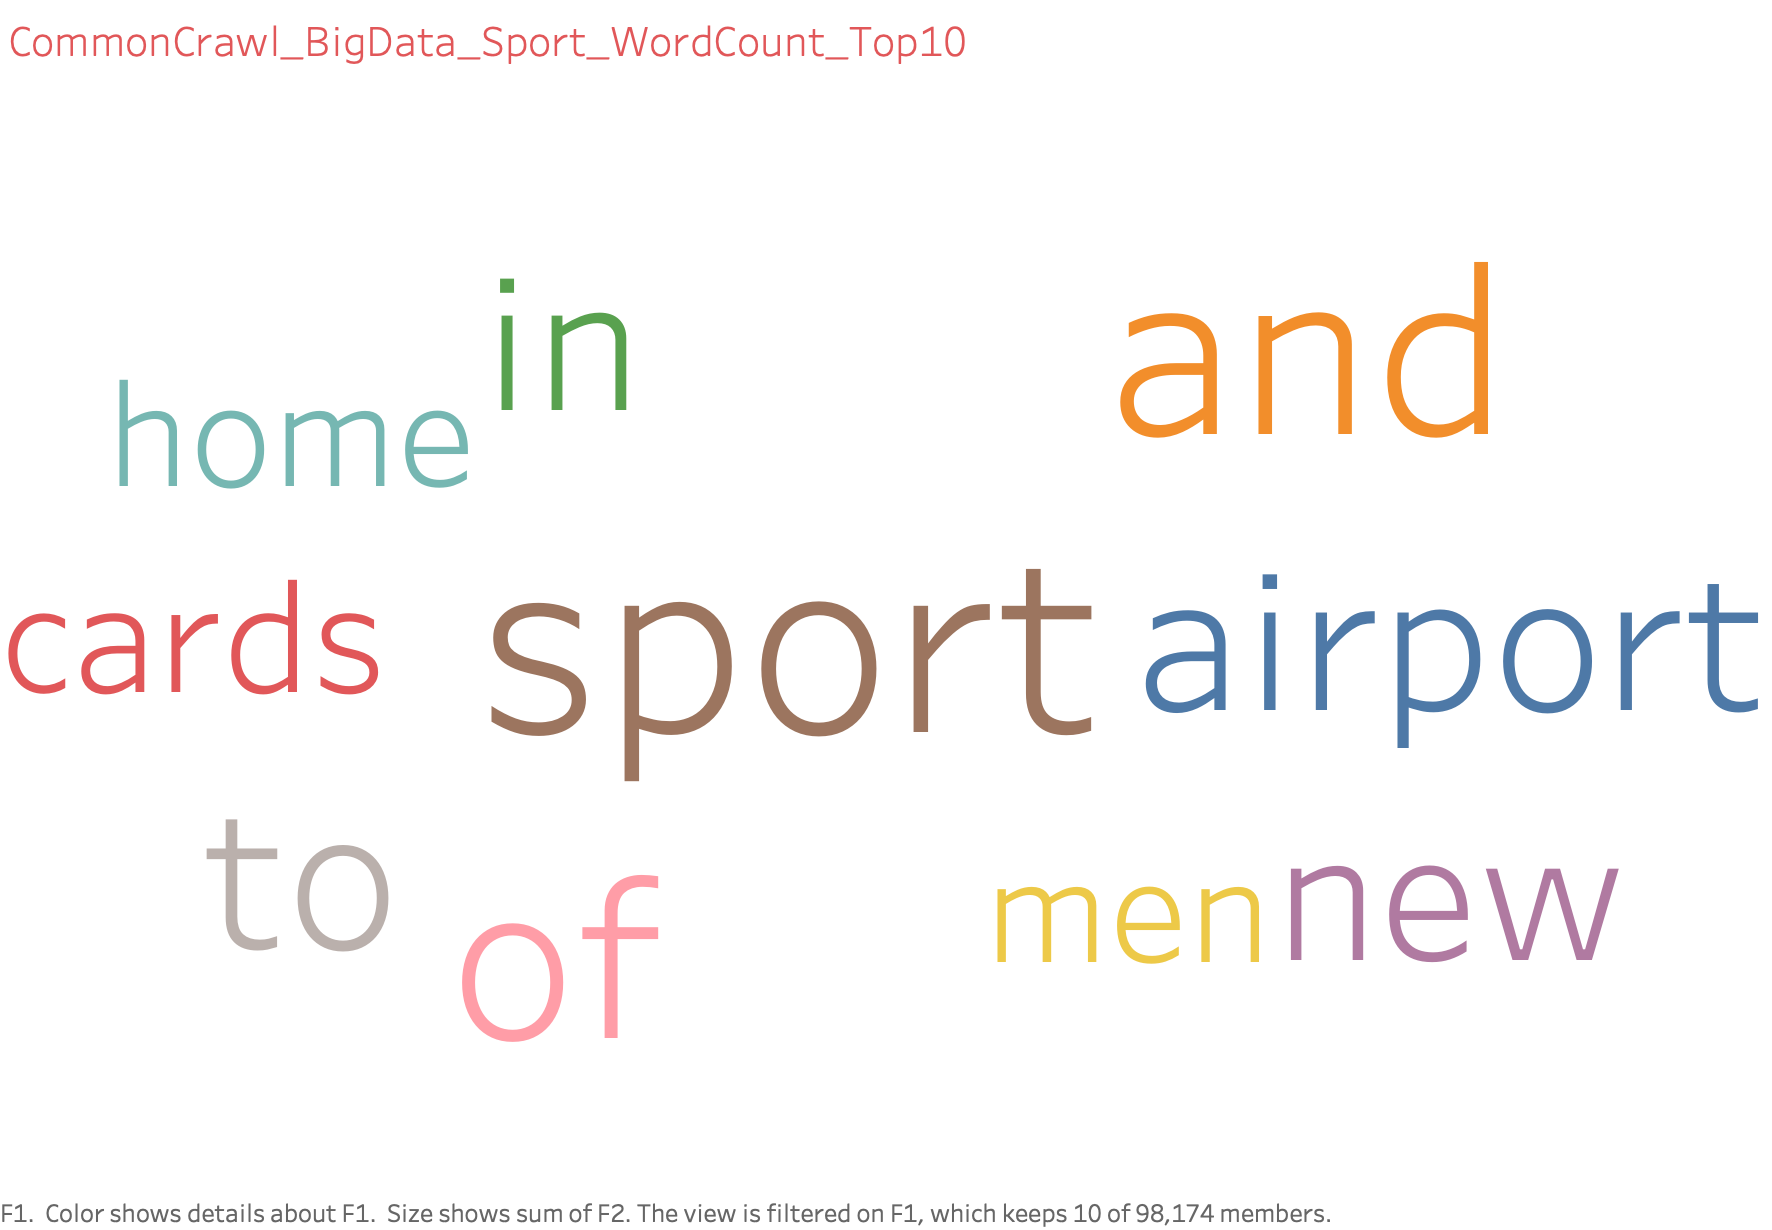 CommonCrawl_BigData_Sport_WordCount_Top10
in
and
home
cards
sport
airport
to
of
men
new
F1. Color shows details about F1. Size shows sum of F2. The view is filtered on F1, which keeps 10 of 98,174 members.